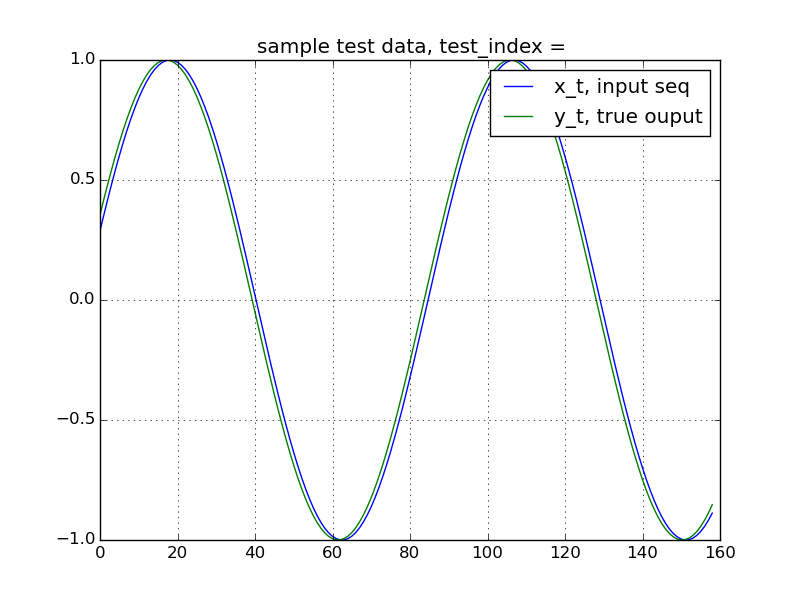 sample test data, test_index =
x_t, input seq
y_t, true ouput
1.0
0.5
0.0
−0.5
−1.0
0 20 40 60 80 100 120 140 160